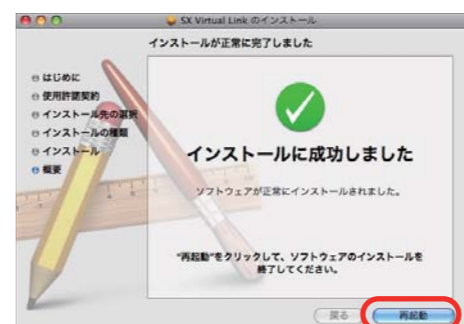 SX Virtual Link のインストール
インストールが正常に完了しました
はじめに
使用許諾契約
インストール先の選択
インストールの種類
インストール
概要
インストールに成功しました
ソフトウェアが正常にインストールされました。
"再起動"をクリックして、ソフトウェアのインストールを
終了してください。
戻る
再起動